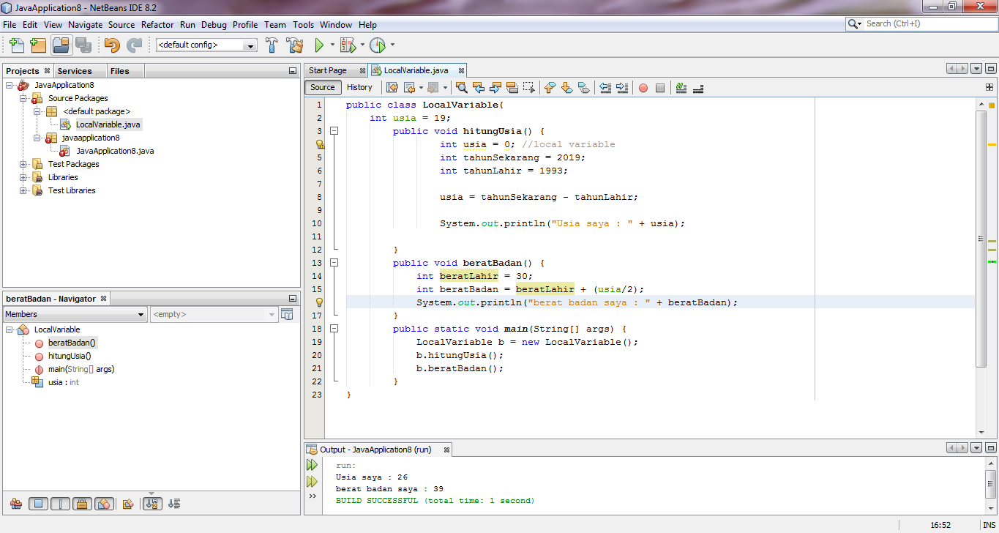 JavaApplication8 - NetBeans IDE 8.2
File Edit View Navigate Source Refactor Run Debug Profile Team Tools Window Help
Search (Ctrl+I)
<default config>
Projects Services Files
JavaApplication8
Source Packages
<default package>
LocalVariable.java
javaapplication8
JavaApplication8.java
Test Packages
Libraries
Test Libraries
beratBadan - Navigator
Members <empty>
LocalVariable
beratBadan()
hitungUsia()
main(String[] args)
usia : int
Start Page LocalVariable.java
Source History
1 public class LocalVariable{
2 int usia = 19;
3 public void hitungUsia() {
int usia = 0; //local variable
5 int tahunSekarang = 2019;
6 int tahunLahir = 1993;
7
8 usia = tahunSekarang - tahunLahir;
9
10 System.out.println("Usia saya : " + usia);
11
12 }
13 public void beratBadan() {
14 int beratLahir = 30;
15 int beratBadan = beratLahir + (usia/2);
System.out.println("berat badan saya : " + beratBadan);
17 }
18 public static void main(String[] args) {
19 LocalVariable b = new LocalVariable();
20 b.hitungUsia();
21 b.beratBadan();
22 }
23 }
Output - JavaApplication8 (run)
run:
Usia saya : 26
berat badan saya : 39
BUILD SUCCESSFUL (total time: 1 second)
16:52 INS